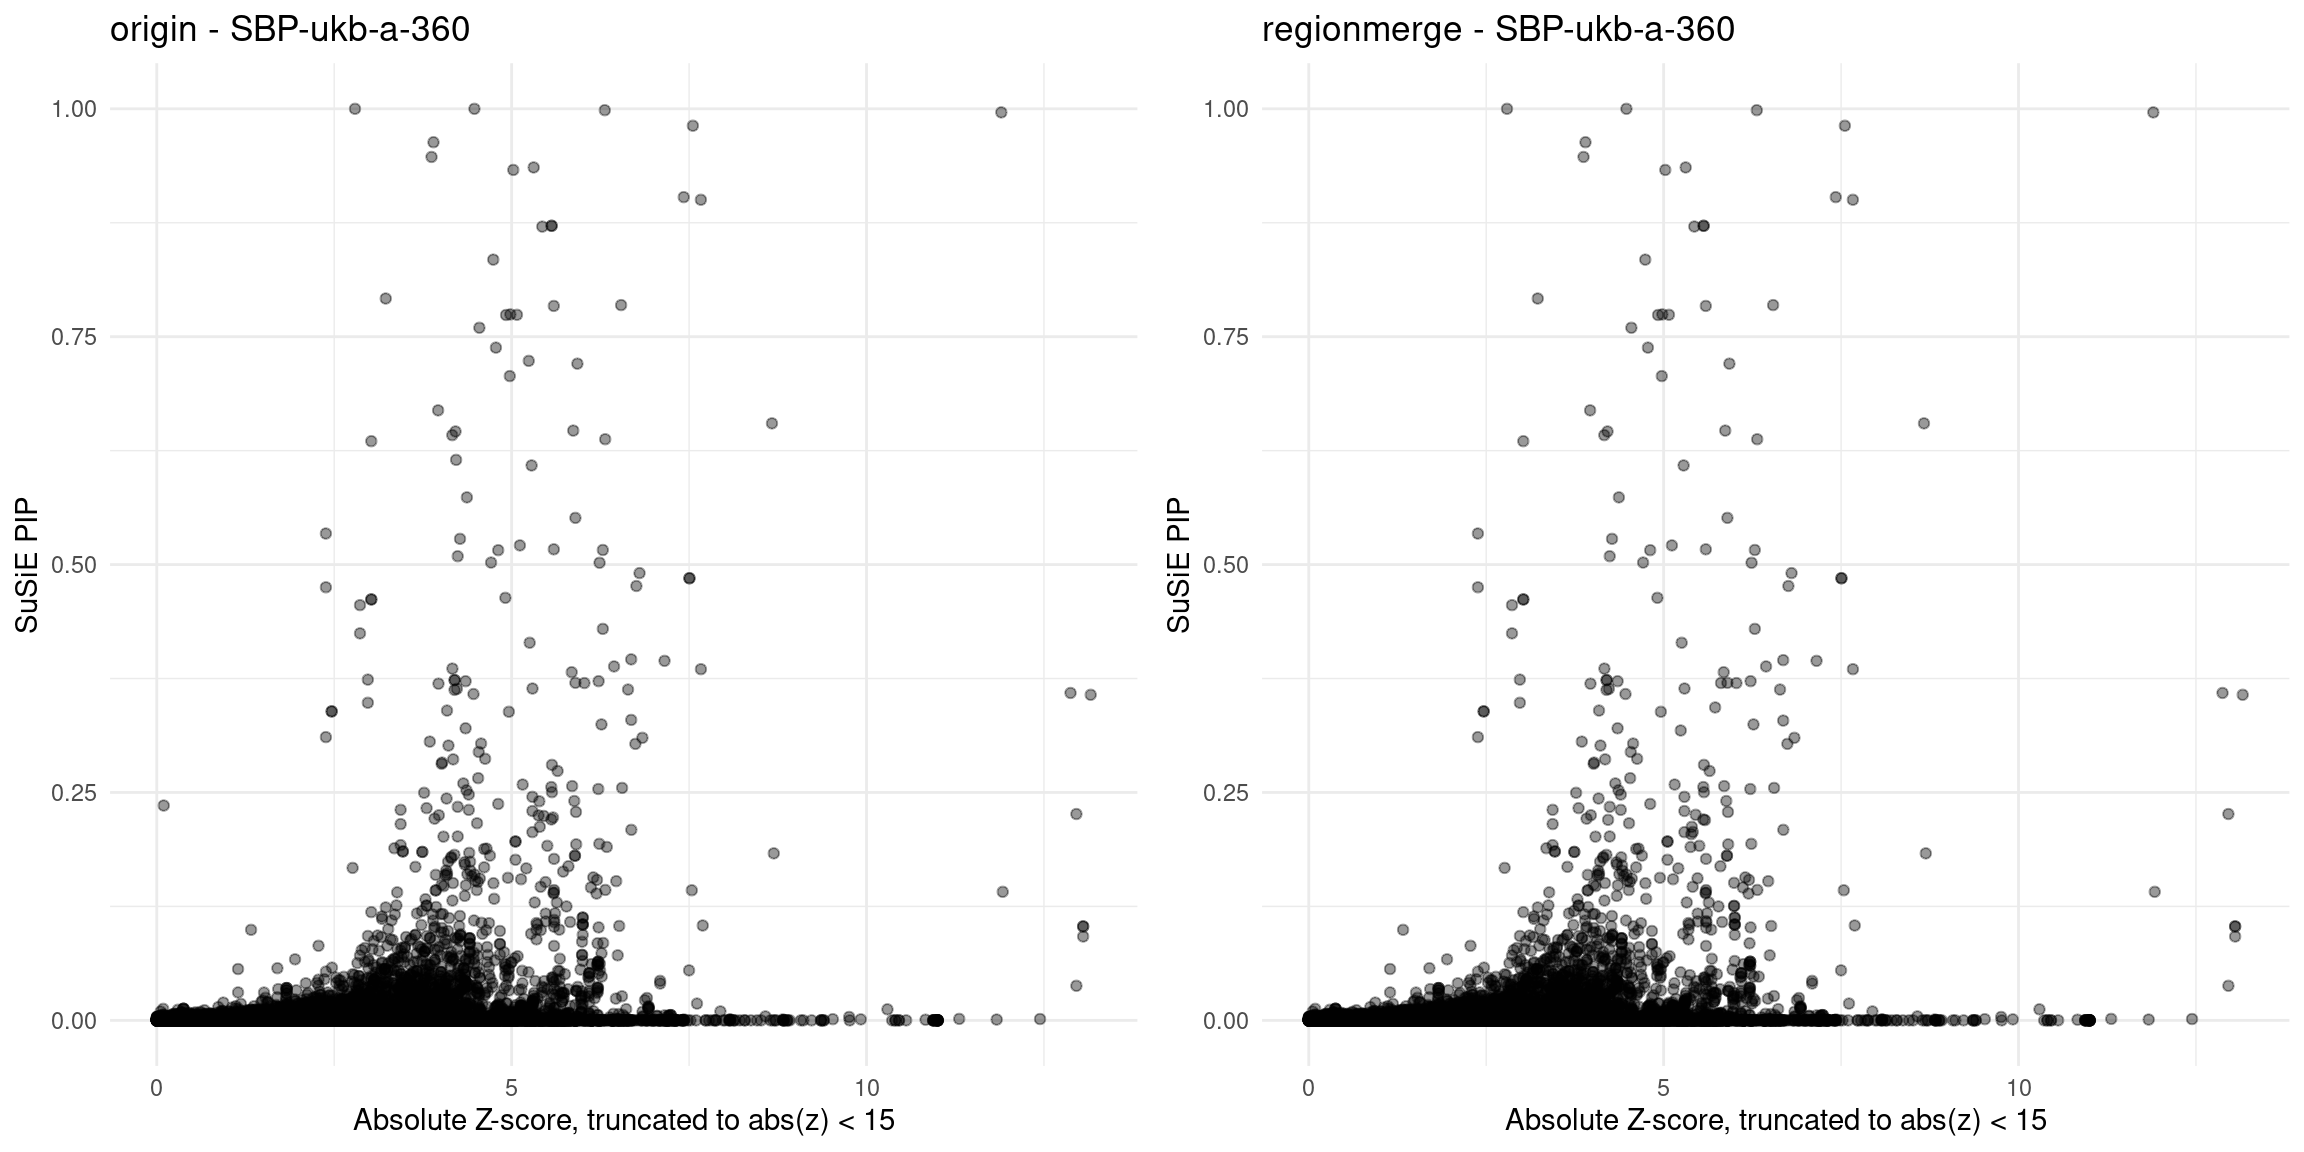 origin - SBP-ukb-a-360
SuSiE PIP
1.00
0.75
0.50
0.25
0.00
0 5 10
Absolute Z-score, truncated to abs(z) < 15
regionmerge - SBP-ukb-a-360
SuSiE PIP
1.00
0.75
0.50
0.25
0.00
0 5 10
Absolute Z-score, truncated to abs(z) < 15